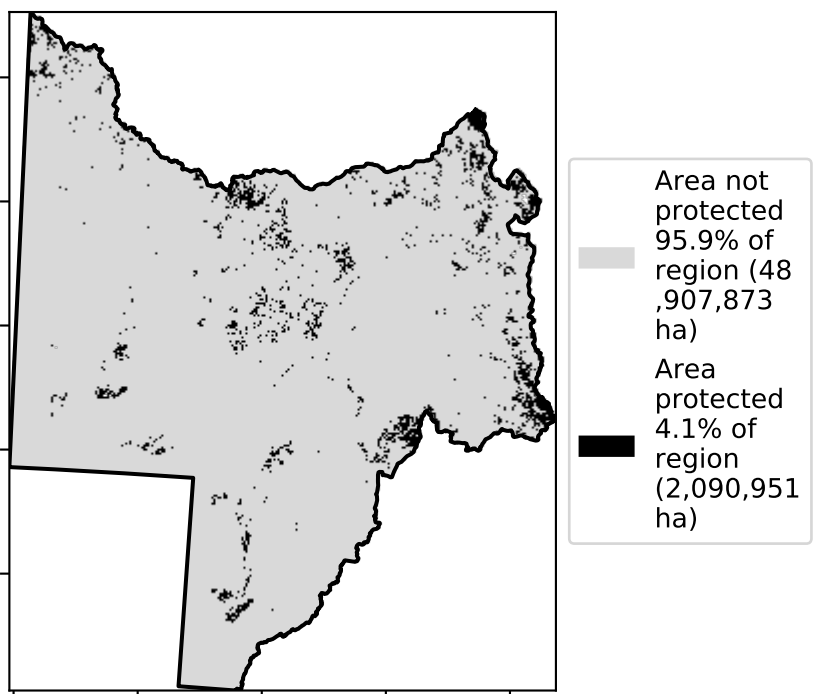 Area not
protected
95.9% of
region (48
,907,873
ha)
Area
protected
4.1% of
region
(2,090,951
ha)